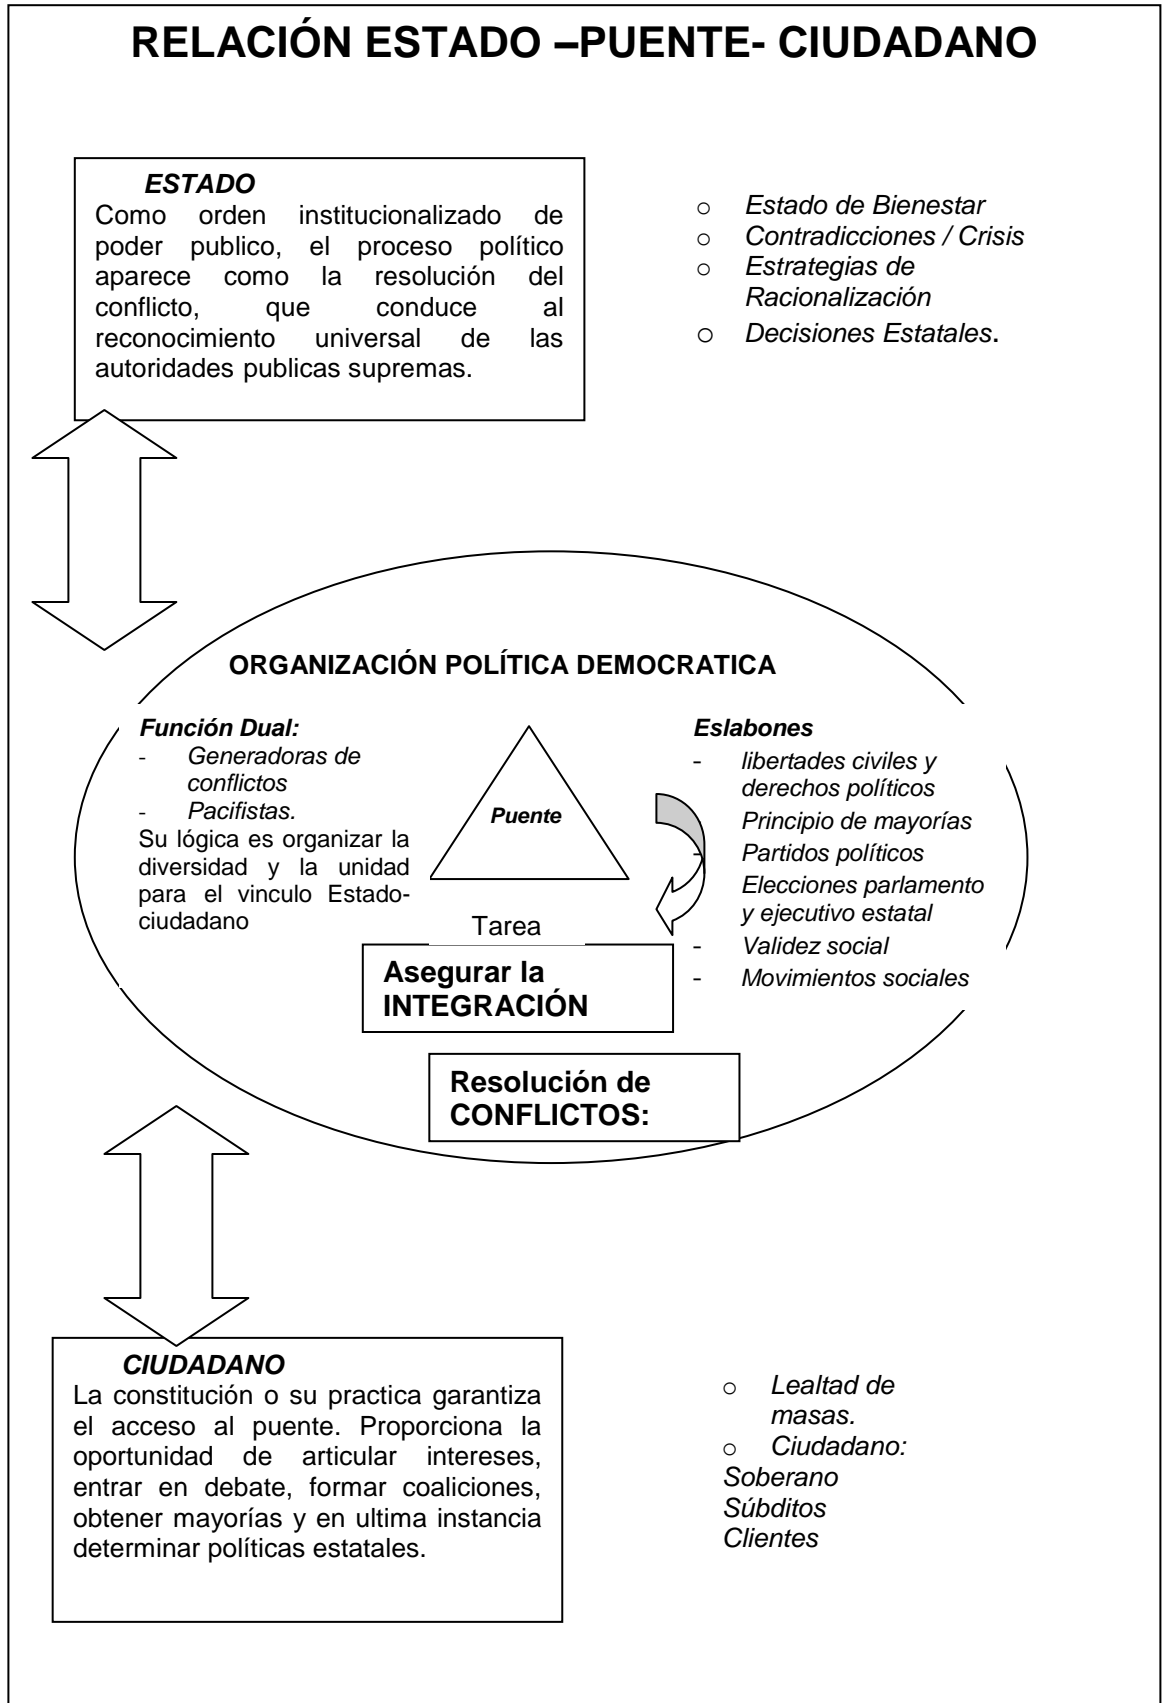 RELACIÓN ESTADO –PUENTE- CIUDADANO
ESTADO
Como orden institucionalizado de
poder publico, el proceso político
aparece como la resolución del
conflicto, que conduce al
reconocimiento universal de las
autoridades publicas supremas.
o Estado de Bienestar
o Contradicciones / Crisis
o Estrategias de
Racionalización
o Decisiones Estatales.
ORGANIZACIÓN POLÍTICA DEMOCRATICA
Función Dual:
- Generadoras de
conflictos
- Pacifistas.
Su lógica es organizar la
diversidad y la unidad
para el vinculo Estado-
ciudadano
Puente
Tarea
Asegurar la
INTEGRACIÓN
Resolución de
CONFLICTOS:
Eslabones
- libertades civiles y
derechos políticos
Principio de mayorías
- Partidos políticos
Elecciones parlamento
y ejecutivo estatal
- Validez social
- Movimientos sociales
CIUDADANO
La constitución o su practica garantiza
el acceso al puente. Proporciona la
oportunidad de articular intereses,
entrar en debate, formar coaliciones,
obtener mayorías y en ultima instancia
determinar políticas estatales.
o Lealtad de
masas.
o Ciudadano:
Soberano
Súbditos
Clientes